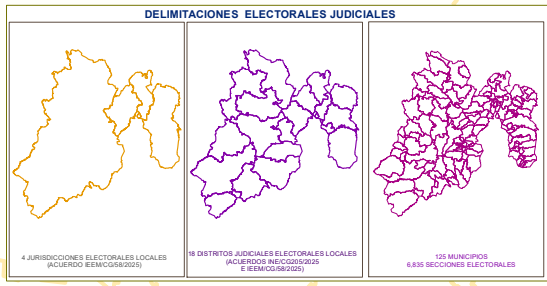 DELIMITACIONES ELECTORALES JUDICIALES
4 JURISDICCIONES ELECTORALES LOCALES
(ACUERDO IEEM/CG/58/2025)
18 DISTRITOS JUDICIALES ELECTORALES LOCALES
(ACUERDOS INE/CG205/2025
E IEEM/CG/58/2025)
125 MUNICIPIOS
6,835 SECCIONES ELECTORALES